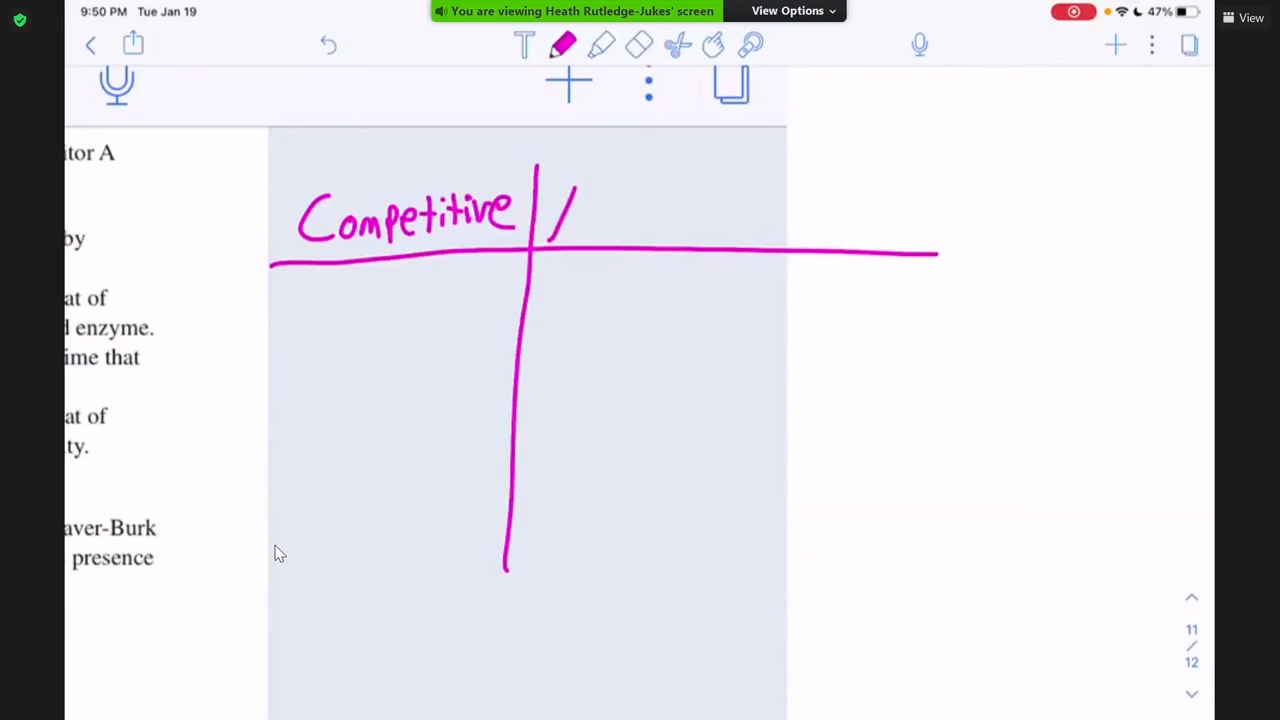 9:50 PM Tue Jan 19
You are viewing Heath Rutledge-Jukes' screen
View Options
47%
View
itor A
Competitive
by
at of
d enzyme.
ime that
at of
ty.
aver-Burk
presence
11
/
12